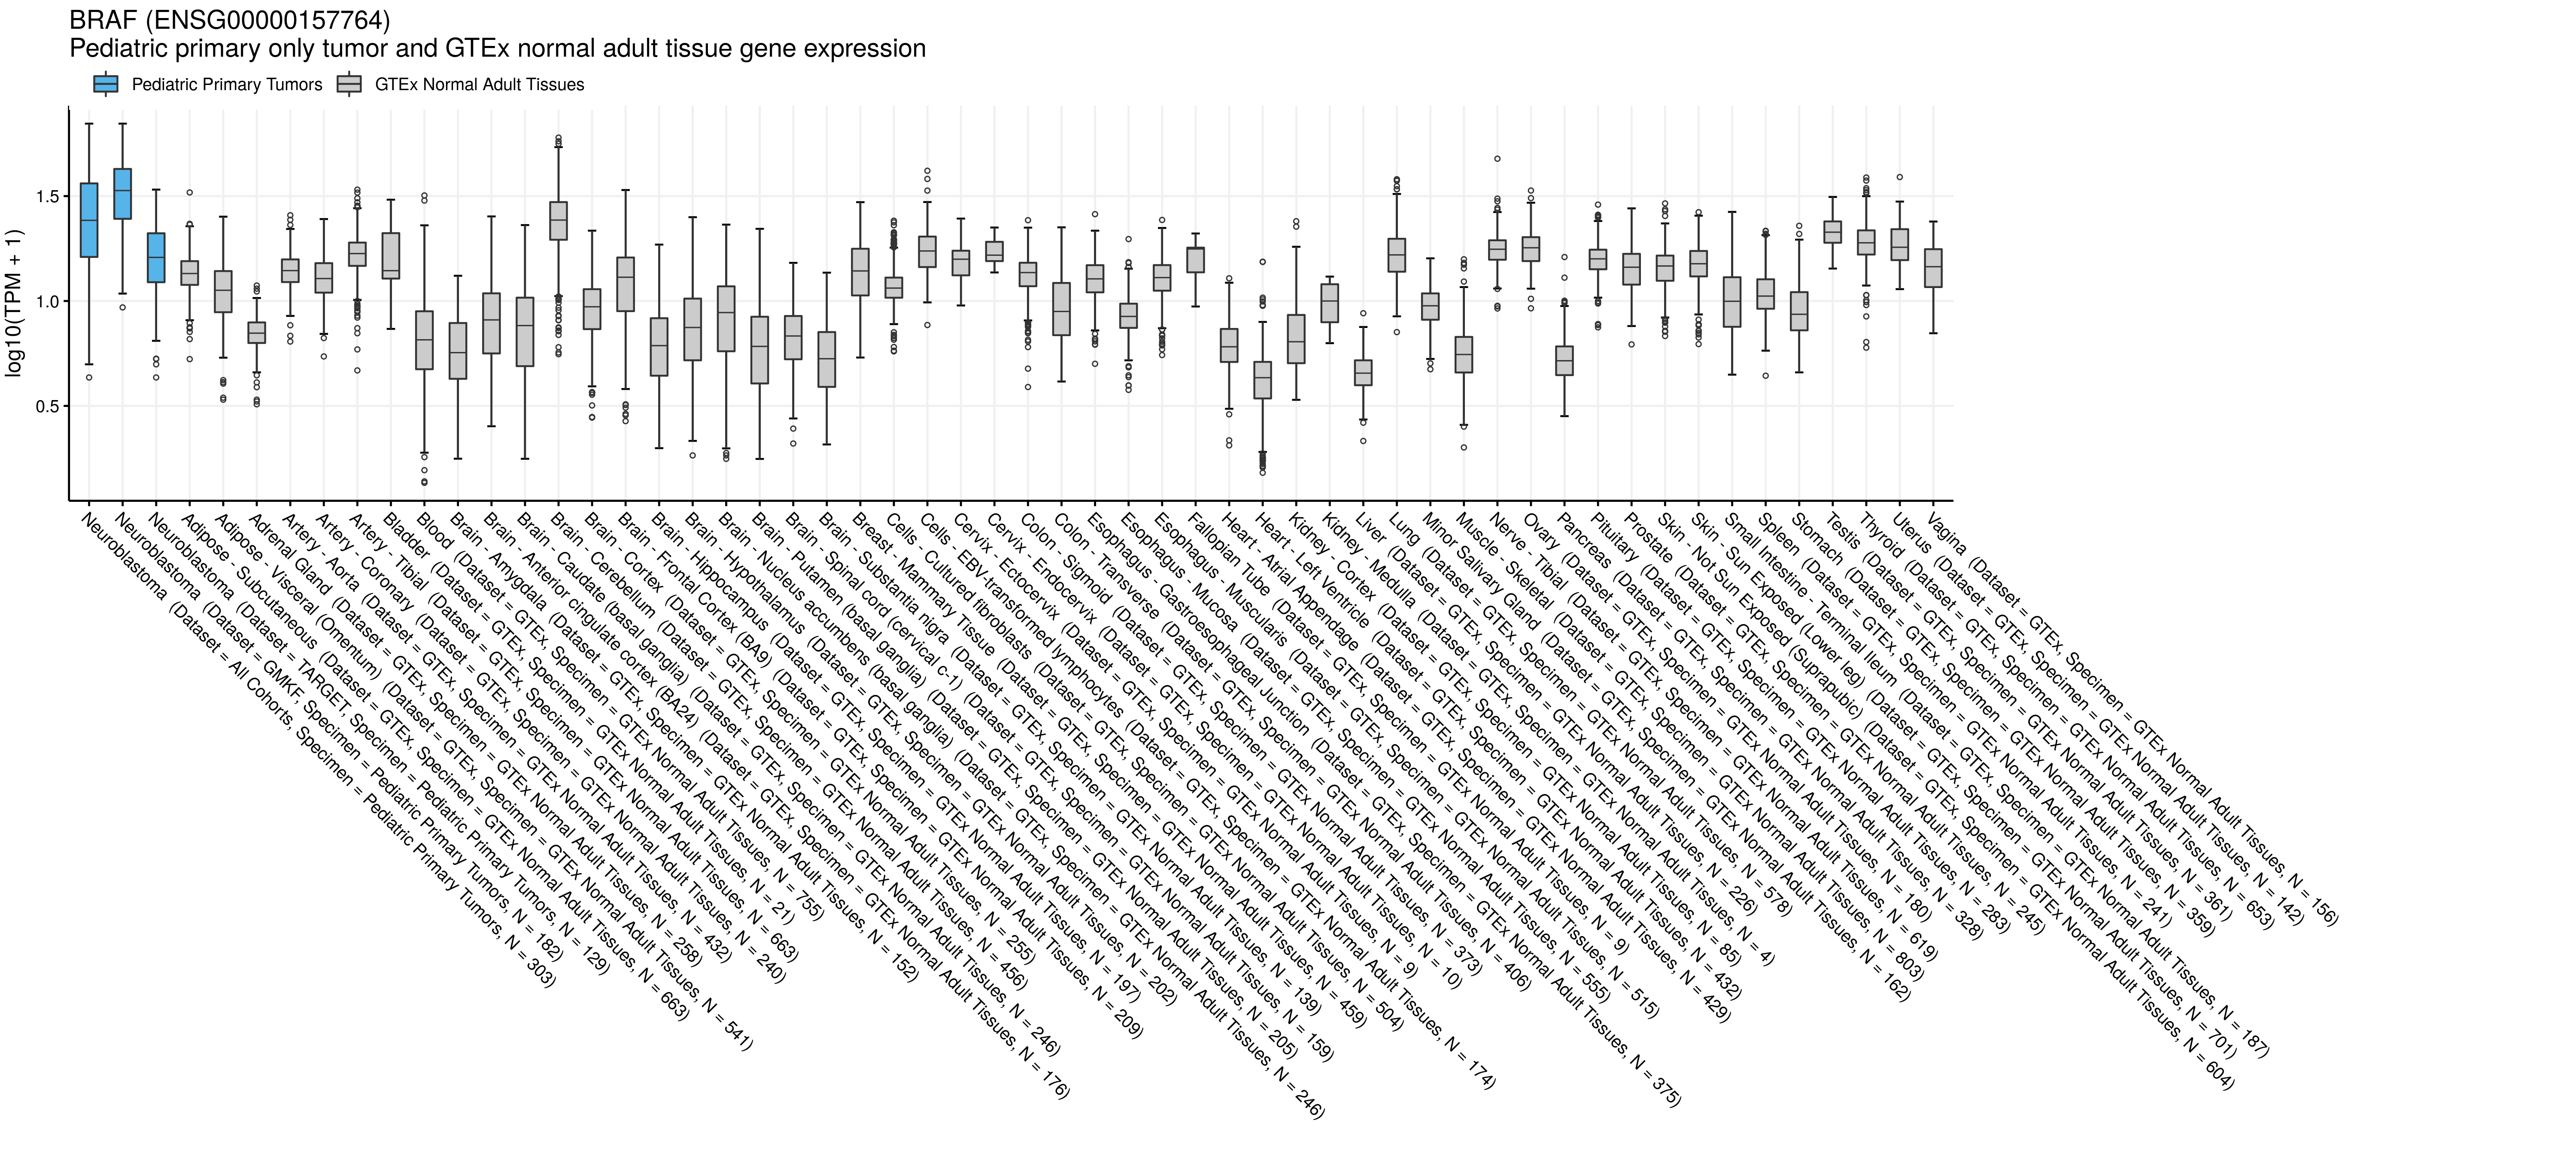 BRAF (ENSG00000157764)
Pediatric primary only tumor and GTEx normal adult tissue gene expression
Pediatric Primary Tumors
GTEx Normal Adult Tissues
log10(TPM + 1)
1.5
1.0
0.5
Neuroblastoma (Dataset = All Cohorts, Specimen = Pediatric Primary Tumors, N = 303)
Neuroblastoma (Dataset = GMKF, Specimen = Pediatric Primary Tumors, N = 182)
Neuroblastoma (Dataset = TARGET, Specimen = Pediatric Primary Tumors, N = 129)
Adipose - Subcutaneous (Dataset = GTEx, Specimen = GTEx Normal Adult Tissues, N = 663)
Adipose - Visceral (Omentum) (Dataset = GTEx, Specimen = GTEx Normal Adult Tissues, N = 541)
Adrenal Gland (Dataset = GTEx, Specimen = GTEx Normal Adult Tissues, N = 258)
Artery - Aorta (Dataset = GTEx, Specimen = GTEx Normal Adult Tissues, N = 432)
Artery - Coronary (Dataset = GTEx, Specimen = GTEx Normal Adult Tissues, N = 240)
Artery - Tibial (Dataset = GTEx, Specimen = GTEx Normal Adult Tissues, N = 663)
Bladder (Dataset = GTEx, Specimen = GTEx Normal Adult Tissues, N = 21)
Blood (Dataset = GTEx, Specimen = GTEx Normal Adult Tissues, N = 755)
Brain - Amygdala (Dataset = GTEx, Specimen = GTEx Normal Adult Tissues, N = 152)
Brain - Anterior cingulate cortex (BA24) (Dataset = GTEx, Specimen = GTEx Normal Adult Tissues, N = 176)
Brain - Caudate (basal ganglia) (Dataset = GTEx, Specimen = GTEx Normal Adult Tissues, N = 246)
Brain - Cerebellum (Dataset = GTEx, Specimen = GTEx Normal Adult Tissues, N = 456)
Brain - Cortex (Dataset = GTEx, Specimen = GTEx Normal Adult Tissues, N = 255)
Brain - Frontal Cortex (BA9) (Dataset = GTEx, Specimen = GTEx Normal Adult Tissues, N = 209)
Brain - Hippocampus (Dataset = GTEx, Specimen = GTEx Normal Adult Tissues, N = 197)
Brain - Hypothalamus (Dataset = GTEx, Specimen = GTEx Normal Adult Tissues, N = 202)
Brain - Nucleus accumbens (basal ganglia) (Dataset = GTEx, Specimen = GTEx Normal Adult Tissues, N = 246)
Brain - Putamen (basal ganglia) (Dataset = GTEx, Specimen = GTEx Normal Adult Tissues, N = 205)
Brain - Spinal cord (cervical c-1) (Dataset = GTEx, Specimen = GTEx Normal Adult Tissues, N = 159)
Brain - Substantia nigra (Dataset = GTEx, Specimen = GTEx Normal Adult Tissues, N = 139)
Breast - Mammary Tissue (Dataset = GTEx, Specimen = GTEx Normal Adult Tissues, N = 459)
Cells - Cultured fibroblasts (Dataset = GTEx, Specimen = GTEx Normal Adult Tissues, N = 504)
Cells - EBV-transformed lymphocytes (Dataset = GTEx, Specimen = GTEx Normal Adult Tissues, N = 174)
Cervix - Ectocervix (Dataset = GTEx, Specimen = GTEx Normal Adult Tissues, N = 9)
Cervix - Endocervix (Dataset = GTEx, Specimen = GTEx Normal Adult Tissues, N = 10)
Colon - Sigmoid (Dataset = GTEx, Specimen = GTEx Normal Adult Tissues, N = 373)
Colon - Transverse (Dataset = GTEx, Specimen = GTEx Normal Adult Tissues, N = 406)
Esophagus - Gastroesophageal Junction (Dataset = GTEx, Specimen = GTEx Normal Adult Tissues, N = 375)
Esophagus - Mucosa (Dataset = GTEx, Specimen = GTEx Normal Adult Tissues, N = 555)
Esophagus - Muscularis (Dataset = GTEx, Specimen = GTEx Normal Adult Tissues, N = 515)
Fallopian Tube (Dataset = GTEx, Specimen = GTEx Normal Adult Tissues, N = 9)
Heart - Atrial Appendage (Dataset = GTEx, Specimen = GTEx Normal Adult Tissues, N = 429)
Heart - Left Ventricle (Dataset = GTEx, Specimen = GTEx Normal Adult Tissues, N = 432)
Kidney - Cortex (Dataset = GTEx, Specimen = GTEx Normal Adult Tissues, N = 85)
Kidney - Medulla (Dataset = GTEx, Specimen = GTEx Normal Adult Tissues, N = 4)
Liver (Dataset = GTEx, Specimen = GTEx Normal Adult Tissues, N = 226)
Lung (Dataset = GTEx, Specimen = GTEx Normal Adult Tissues, N = 578)
Minor Salivary Gland (Dataset = GTEx, Specimen = GTEx Normal Adult Tissues, N = 162)
Muscle - Skeletal (Dataset = GTEx, Specimen = GTEx Normal Adult Tissues, N = 803)
Nerve - Tibial (Dataset = GTEx, Specimen = GTEx Normal Adult Tissues, N = 619)
Ovary (Dataset = GTEx, Specimen = GTEx Normal Adult Tissues, N = 180)
Pancreas (Dataset = GTEx, Specimen = GTEx Normal Adult Tissues, N = 328)
Pituitary (Dataset = GTEx, Specimen = GTEx Normal Adult Tissues, N = 283)
Prostate (Dataset = GTEx, Specimen = GTEx Normal Adult Tissues, N = 245)
Skin - Not Sun Exposed (Suprapubic) (Dataset = GTEx, Specimen = GTEx Normal Adult Tissues, N = 604)
Skin - Sun Exposed (Lower leg) (Dataset = GTEx, Specimen = GTEx Normal Adult Tissues, N = 701)
Small Intestine - Terminal Ileum (Dataset = GTEx, Specimen = GTEx Normal Adult Tissues, N = 187)
Spleen (Dataset = GTEx, Specimen = GTEx Normal Adult Tissues, N = 241)
Stomach (Dataset = GTEx, Specimen = GTEx Normal Adult Tissues, N = 359)
Testis (Dataset = GTEx, Specimen = GTEx Normal Adult Tissues, N = 361)
Thyroid (Dataset = GTEx, Specimen = GTEx Normal Adult Tissues, N = 653)
Uterus (Dataset = GTEx, Specimen = GTEx Normal Adult Tissues, N = 142)
Vagina (Dataset = GTEx, Specimen = GTEx Normal Adult Tissues, N = 156)